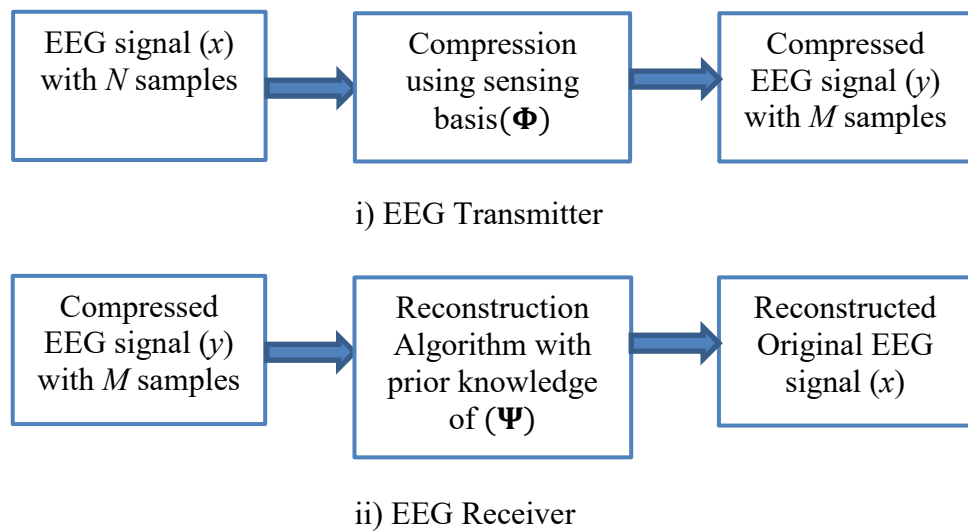 EEG signal (x)
with N samples
Compression
using sensing
basis(Φ)
Compressed
EEG signal (y)
with M samples
i) EEG Transmitter
Compressed
EEG signal (y)
with M samples
Reconstruction
Algorithm with
prior knowledge
of (Ψ)
Reconstructed
Original EEG
signal (x)
ii) EEG Receiver